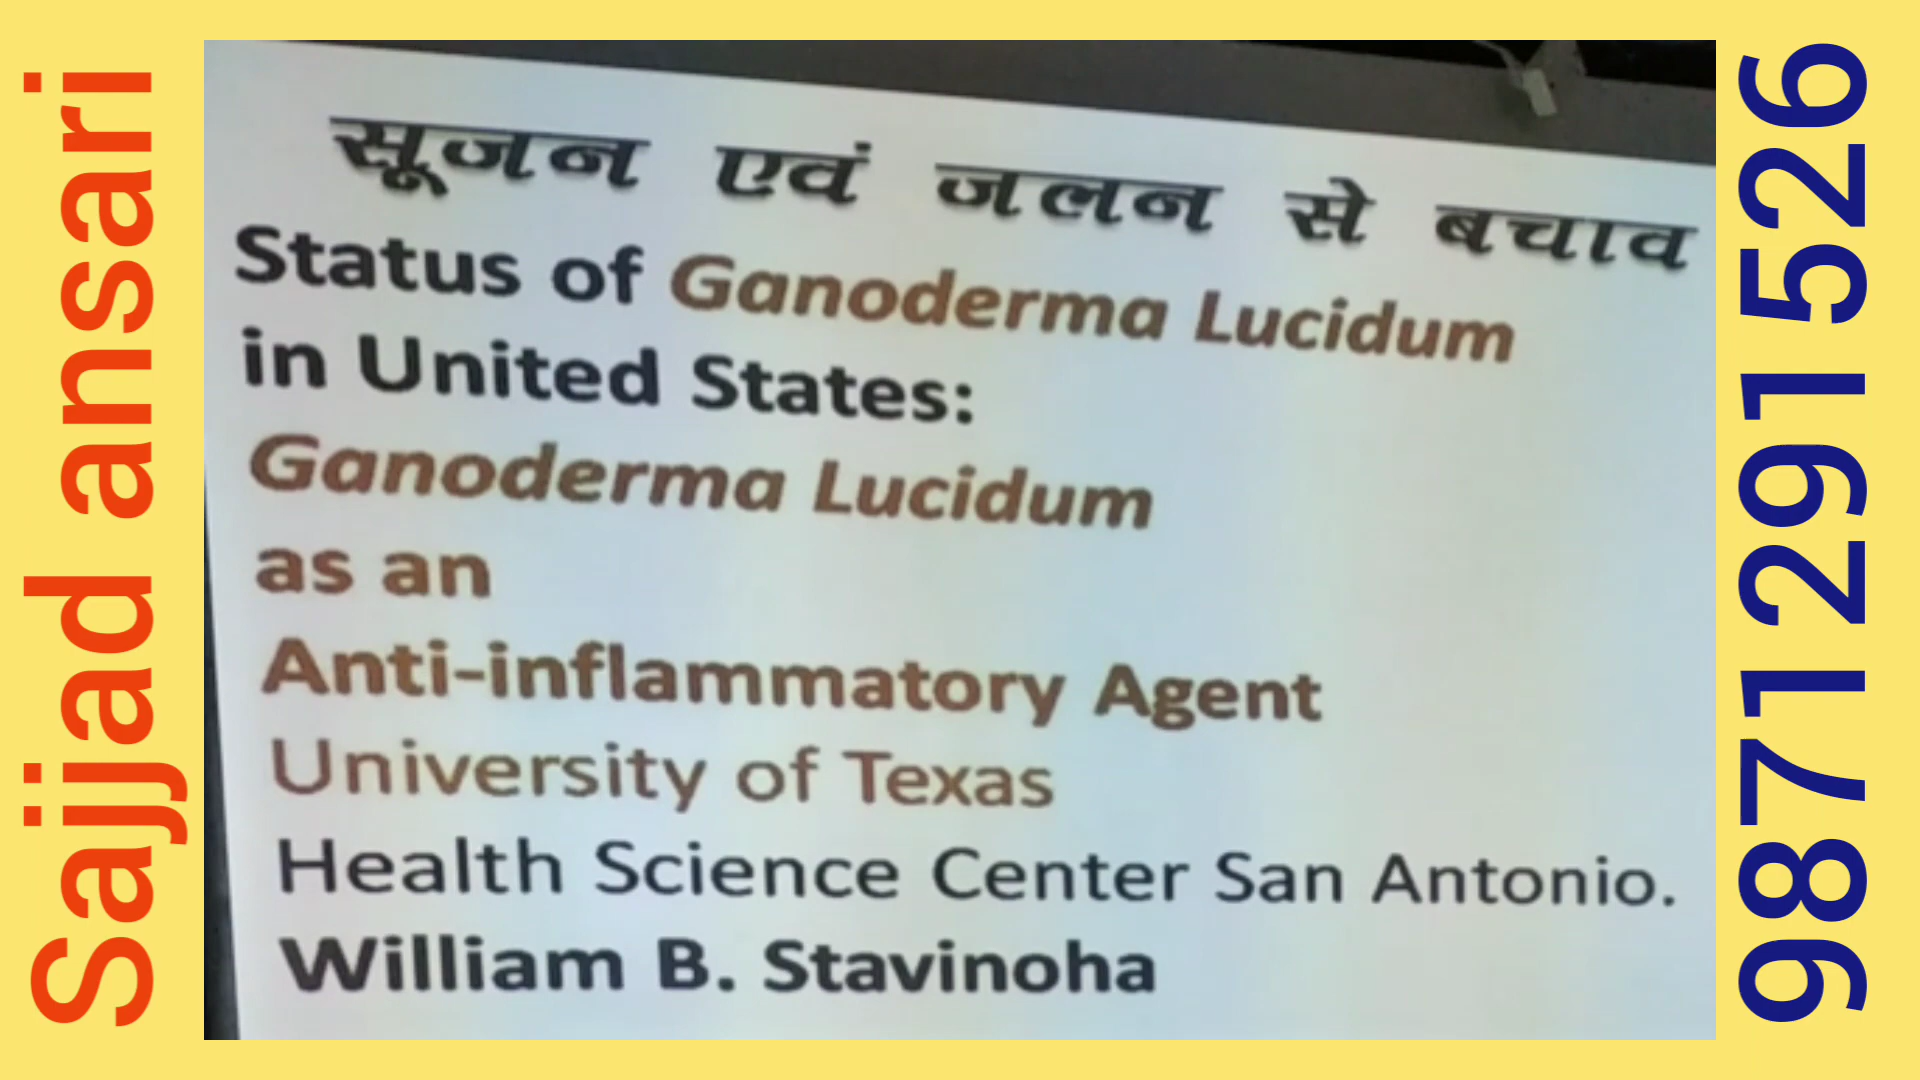 Sajjad ansari
सूजन एवं जलन से बचाव
Status of Ganoderma Lucidum
in United States:
Ganoderma Lucidum
as an
Anti-inflammatory Agent
University of Texas
Health Science Center San Antonio.
William B. Stavinoha
9871291526